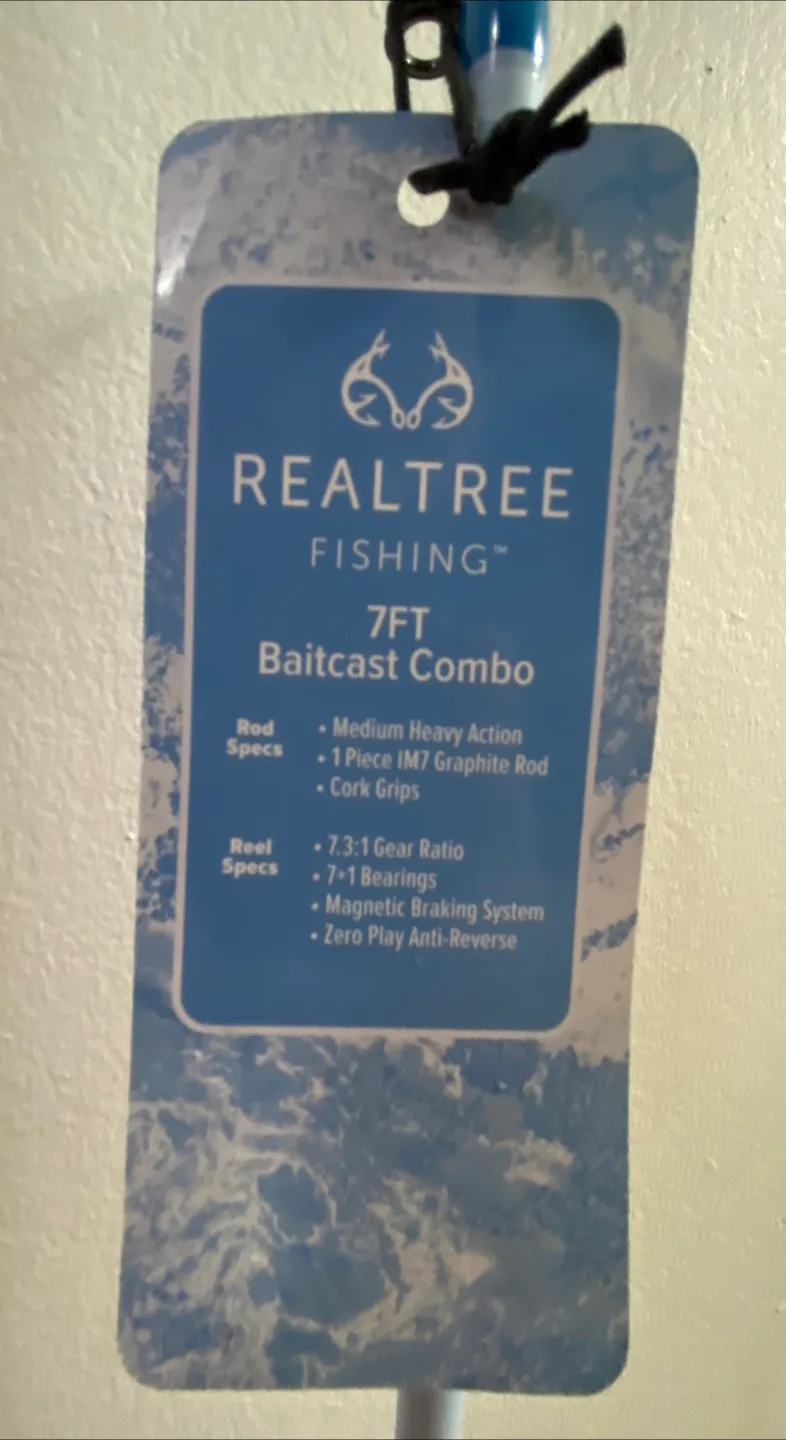 REALTREE
FISHING™
7FT
Baitcast Combo
Rod Specs
• Medium Heavy Action
• 1 Piece IM7 Graphite Rod
• Cork Grips
Reel Specs
• 7.3:1 Gear Ratio
• 7+1 Bearings
• Magnetic Braking System
• Zero Play Anti-Reverse